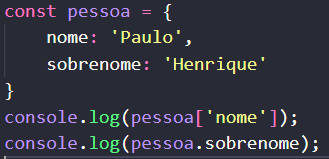 const pessoa = {
    nome: 'Paulo',
    sobrenome: 'Henrique'
}
console.log(pessoa['nome']);
console.log(pessoa.sobrenome);